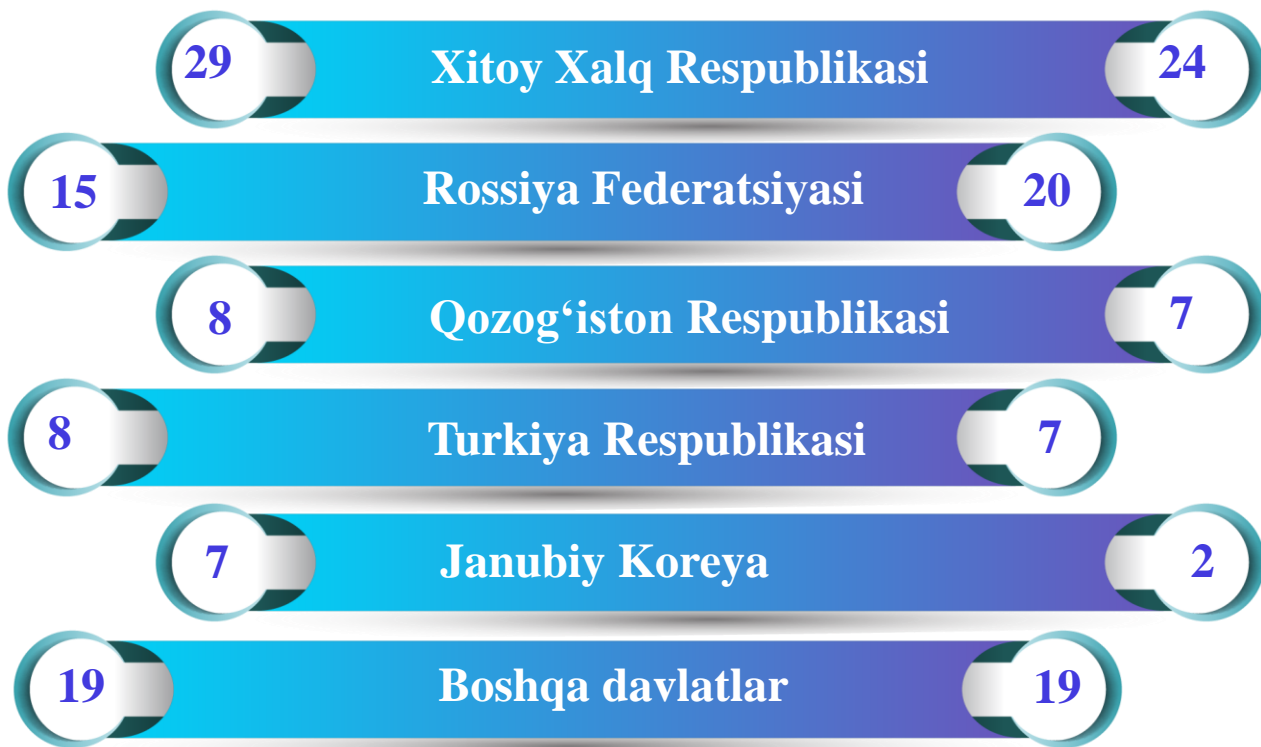 29 Xitoy Xalq Respublikasi 24
15 Rossiya Federatsiyasi 20
8 Qozog‘iston Respublikasi 7
8 Turkiya Respublikasi 7
7 Janubiy Koreya 2
19 Boshqa davlatlar 19